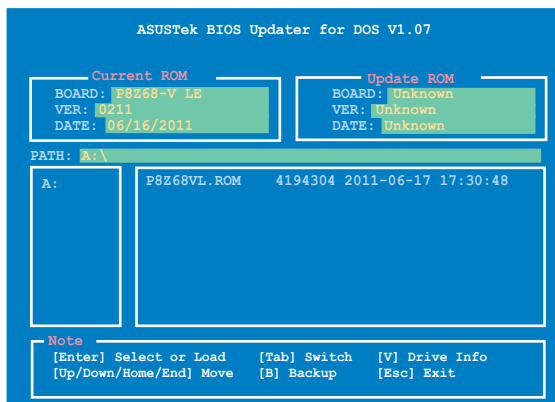 ASUSTek BIOS Updater for DOS V1.07
Current ROM
BOARD: P8Z68-V LE
VER: 0211
DATE: 06/16/2011
Update ROM
BOARD: Unknown
VER: Unknown
DATE: Unknown
PATH: A:\
A:
P8Z68VL.ROM 4194304 2011-06-17 17:30:48
Note
[Enter] Select or Load [Tab] Switch [V] Drive Info
[Up/Down/Home/End] Move [B] Backup [Esc] Exit